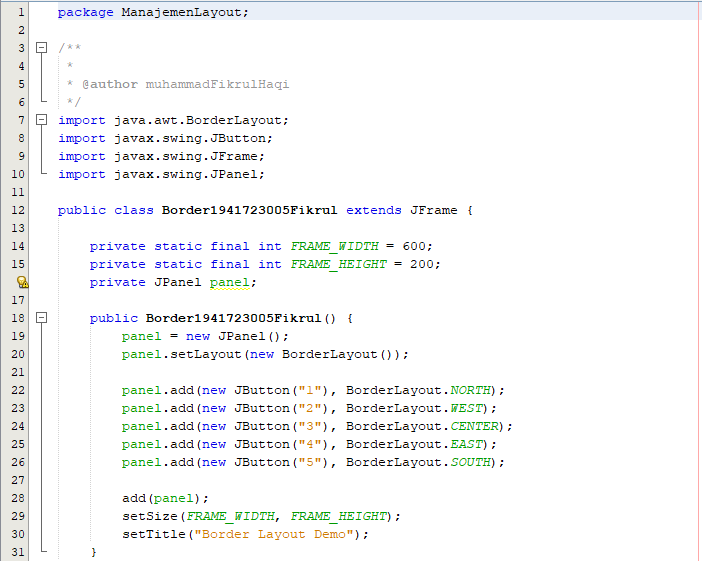 1 package ManajemenLayout;
2
3 /**
4 *
5 * @author muhammadFikrulHaqi
6 */
7 import java.awt.BorderLayout;
8 import javax.swing.JButton;
9 import javax.swing.JFrame;
10 import javax.swing.JPanel;
11
12 public class Border1941723005Fikrul extends JFrame {
13
14 private static final int FRAME_WIDTH = 600;
15 private static final int FRAME_HEIGHT = 200;
private JPanel panel;
17
18 public Border1941723005Fikrul() {
19 panel = new JPanel();
20 panel.setLayout(new BorderLayout());
21
22 panel.add(new JButton("1"), BorderLayout.NORTH);
23 panel.add(new JButton("2"), BorderLayout.WEST);
24 panel.add(new JButton("3"), BorderLayout.CENTER);
25 panel.add(new JButton("4"), BorderLayout.EAST);
26 panel.add(new JButton("5"), BorderLayout.SOUTH);
27
28 add(panel);
29 setSize(FRAME_WIDTH, FRAME_HEIGHT);
30 setTitle("Border Layout Demo");
31 }